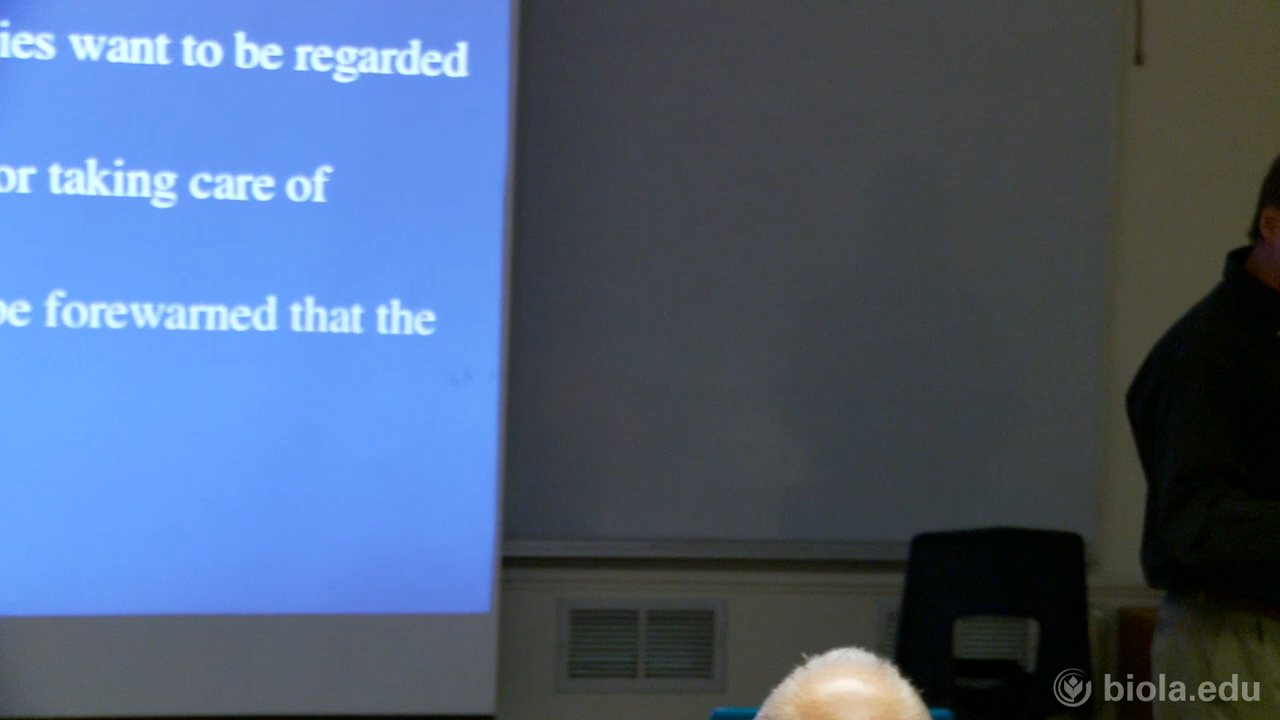 ies want to be regarded
or taking care of
be forewarned that the
biola.edu